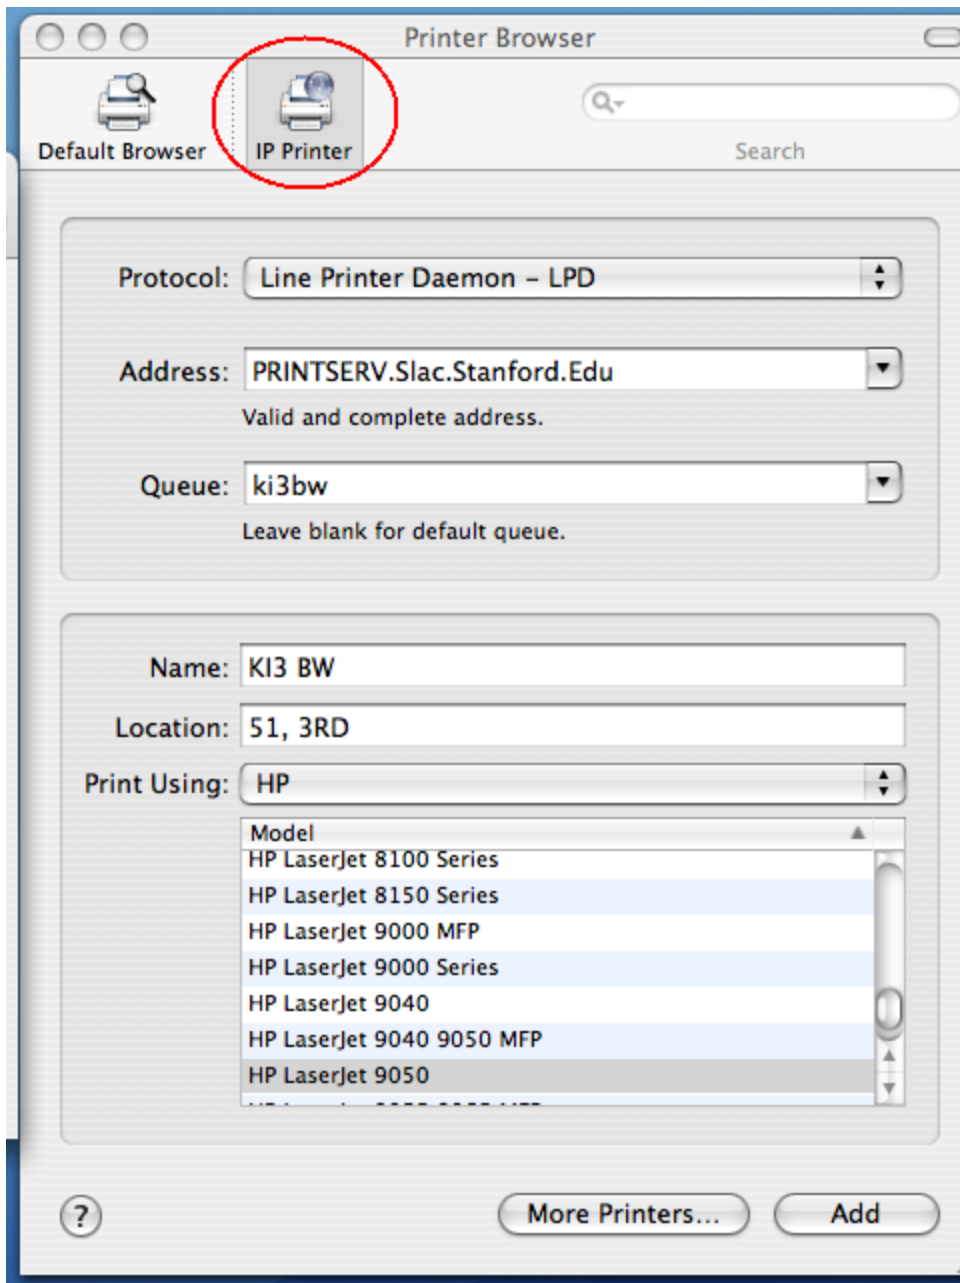 Printer Browser
Default Browser
IP Printer
Search
Protocol: Line Printer Daemon – LPD
Address: PRINTSERV.Slac.Stanford.Edu
Valid and complete address.
Queue: ki3bw
Leave blank for default queue.
Name: KI3 BW
Location: 51, 3RD
Print Using: HP
Model
HP LaserJet 8100 Series
HP LaserJet 8150 Series
HP LaserJet 9000 MFP
HP LaserJet 9000 Series
HP LaserJet 9040
HP LaserJet 9040 9050 MFP
HP LaserJet 9050
? More Printers... Add